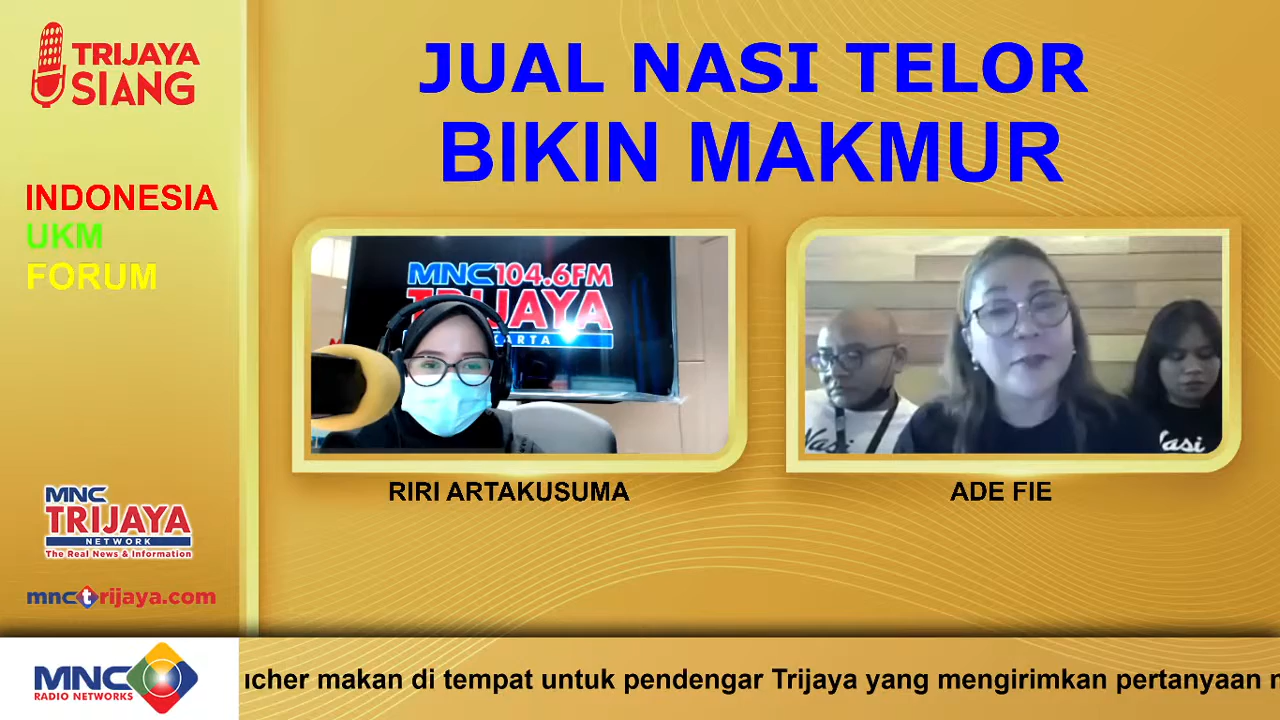 TRIJAYA
SIANG
INDONESIA
UKM
FORUM
JUAL NASI TELOR
BIKIN MAKMUR
MNC 104.6FM
TRIJAYA
Nasi
Nasi
RIRI ARTAKUSUMA
ADE FIE
MNC
TRIJAYA
NETWORK
The Real News & Information
mnctrijaya.com
MNC
RADIO NETWORKS
makan di tempat untuk pendengar Trijaya yang mengirimkan pertanyaan